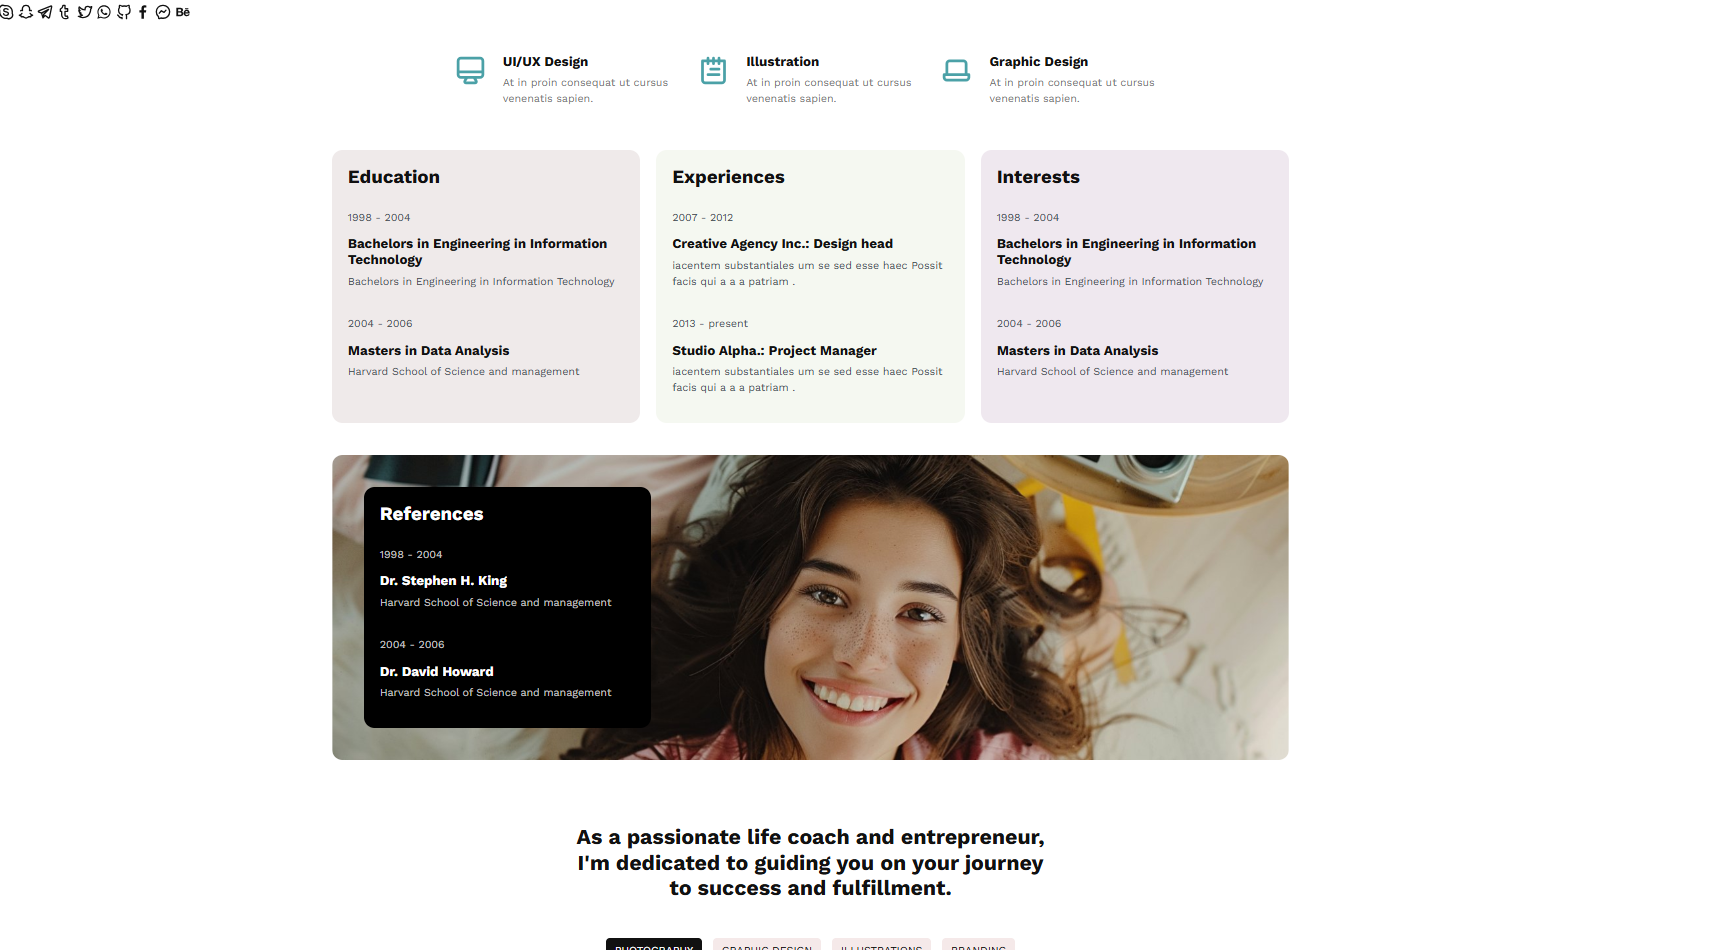 Bē
UI/UX Design
At in proin consequat ut cursus
venenatis sapien.
Illustration
At in proin consequat ut cursus
venenatis sapien.
Graphic Design
At in proin consequat ut cursus
venenatis sapien.
Education
1998 - 2004
Bachelors in Engineering in Information
Technology
Bachelors in Engineering in Information Technology
2004 - 2006
Masters in Data Analysis
Harvard School of Science and management
Experiences
2007 - 2012
Creative Agency Inc.: Design head
iacentem substantiales um se sed esse haec Possit
facis qui a a a patriam .
2013 - present
Studio Alpha.: Project Manager
iacentem substantiales um se sed esse haec Possit
facis qui a a a patriam .
Interests
1998 - 2004
Bachelors in Engineering in Information
Technology
Bachelors in Engineering in Information Technology
2004 - 2006
Masters in Data Analysis
Harvard School of Science and management
References
1998 - 2004
Dr. Stephen H. King
Harvard School of Science and management
2004 - 2006
Dr. David Howard
Harvard School of Science and management
As a passionate life coach and entrepreneur,
I'm dedicated to guiding you on your journey
to success and fulfillment.
PHOTOGRAPHY GRAPHIC DESIGN ILLUSTRATIONS BRANDING